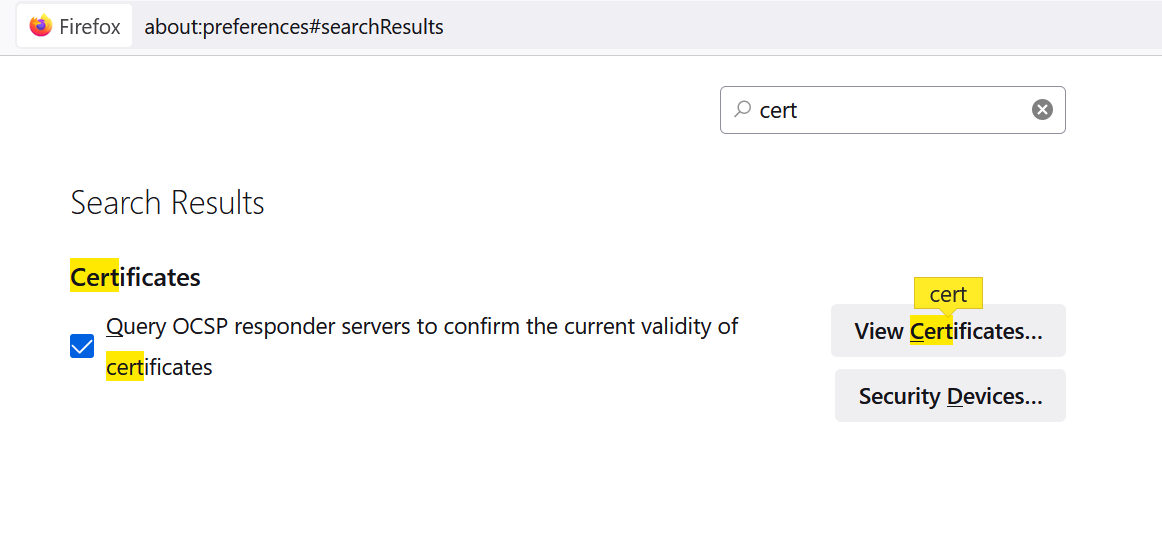 Firefox about:preferences#searchResults
cert
Search Results
Certificates
Query OCSP responder servers to confirm the current validity of
certificates
cert
View Certificates...
Security Devices...